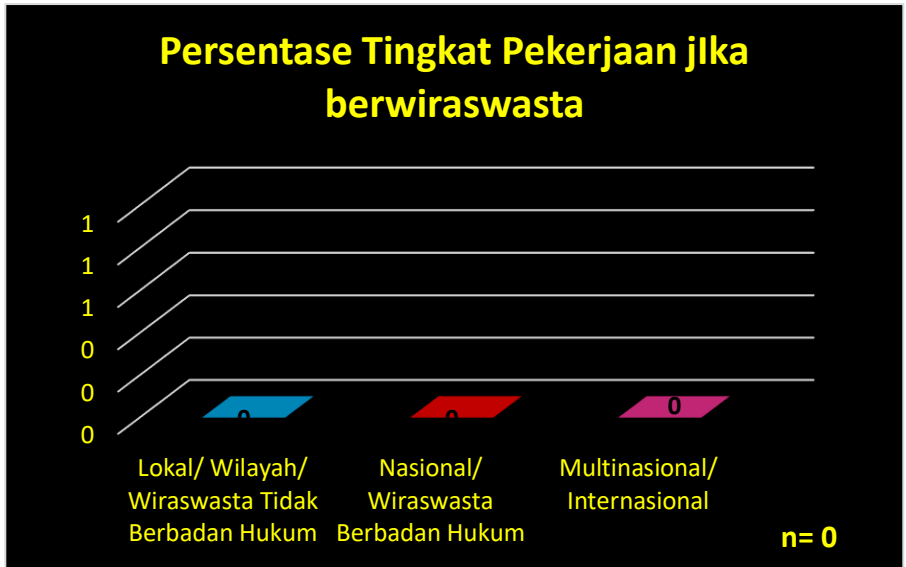 Persentase Tingkat Pekerjaan jIka
berwiraswasta
1
1
1
0
0
0
0
0
0
Lokal/ Wilayah/
Wiraswasta Tidak
Berbadan Hukum
Nasional/
Wiraswasta
Berbadan Hukum
Multinasional/
Internasional
n= 0